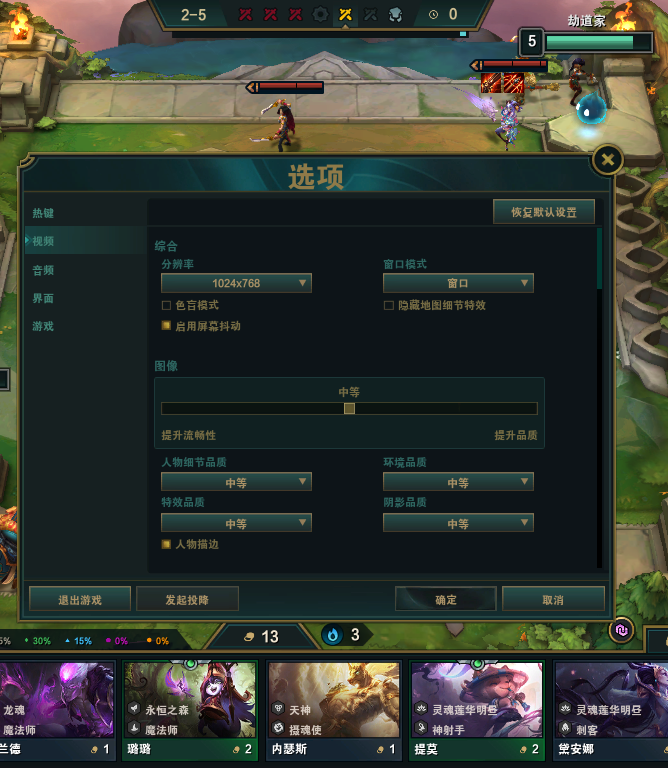 2-5
0
劫道家
5
选项
恢复默认设置
热键
视频
音频
界面
游戏
综合
分辨率
窗口模式
1024x768
窗口
色盲模式
隐藏地图细节特效
启用屏幕抖动
图像
中等
提升流畅性
提升品质
人物细节品质
环境品质
中等
中等
特效品质
阴影品质
中等
中等
人物描边
退出游戏
发起投降
确定
取消
5%
30%
15%
0%
0%
13
3
龙魂
魔法师
兰德
1
永恒之森
魔法师
璐璐
2
天神
摄魂使
内瑟斯
1
灵魂莲华明昼
神射手
提莫
2
灵魂莲华明昼
刺客
黛安娜